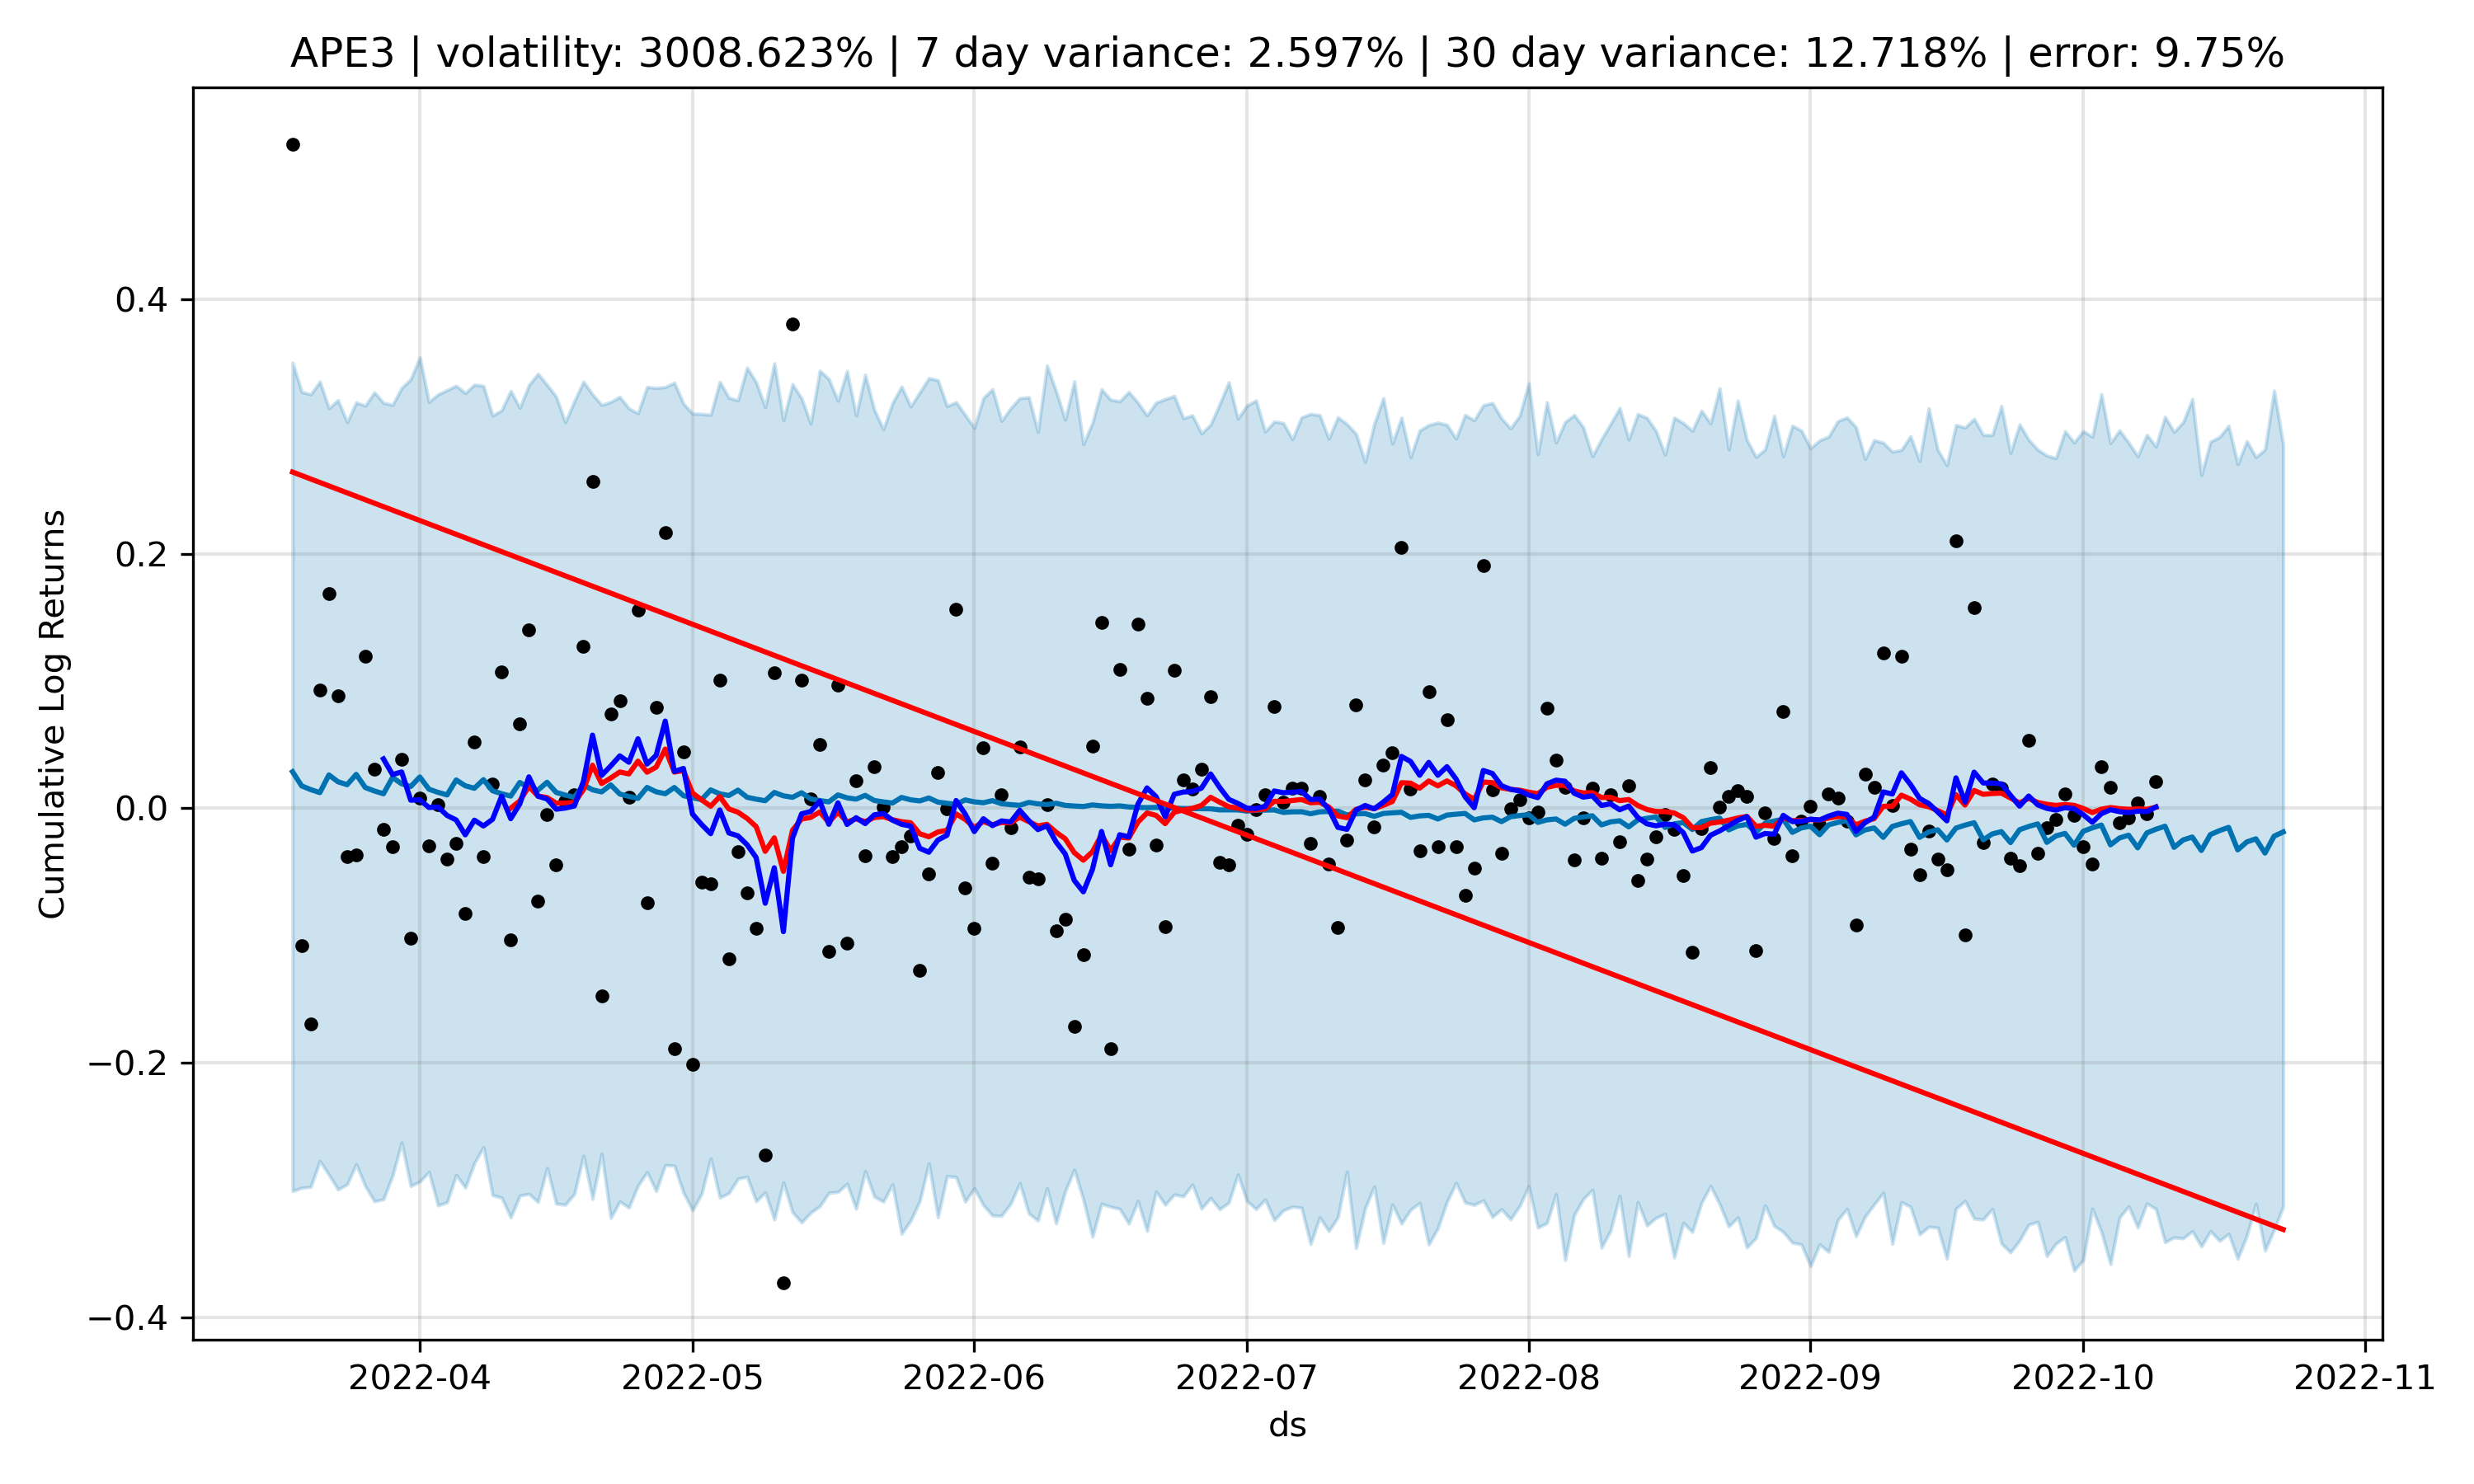 APE3 | volatility: 3008.623% | 7 day variance: 2.597% | 30 day variance: 12.718% | error: 9.75%
Cumulative Log Returns
0.4
0.2
0.0
−0.2
−0.4
2022-04 2022-05 2022-06 2022-07 2022-08 2022-09 2022-10 2022-11
ds